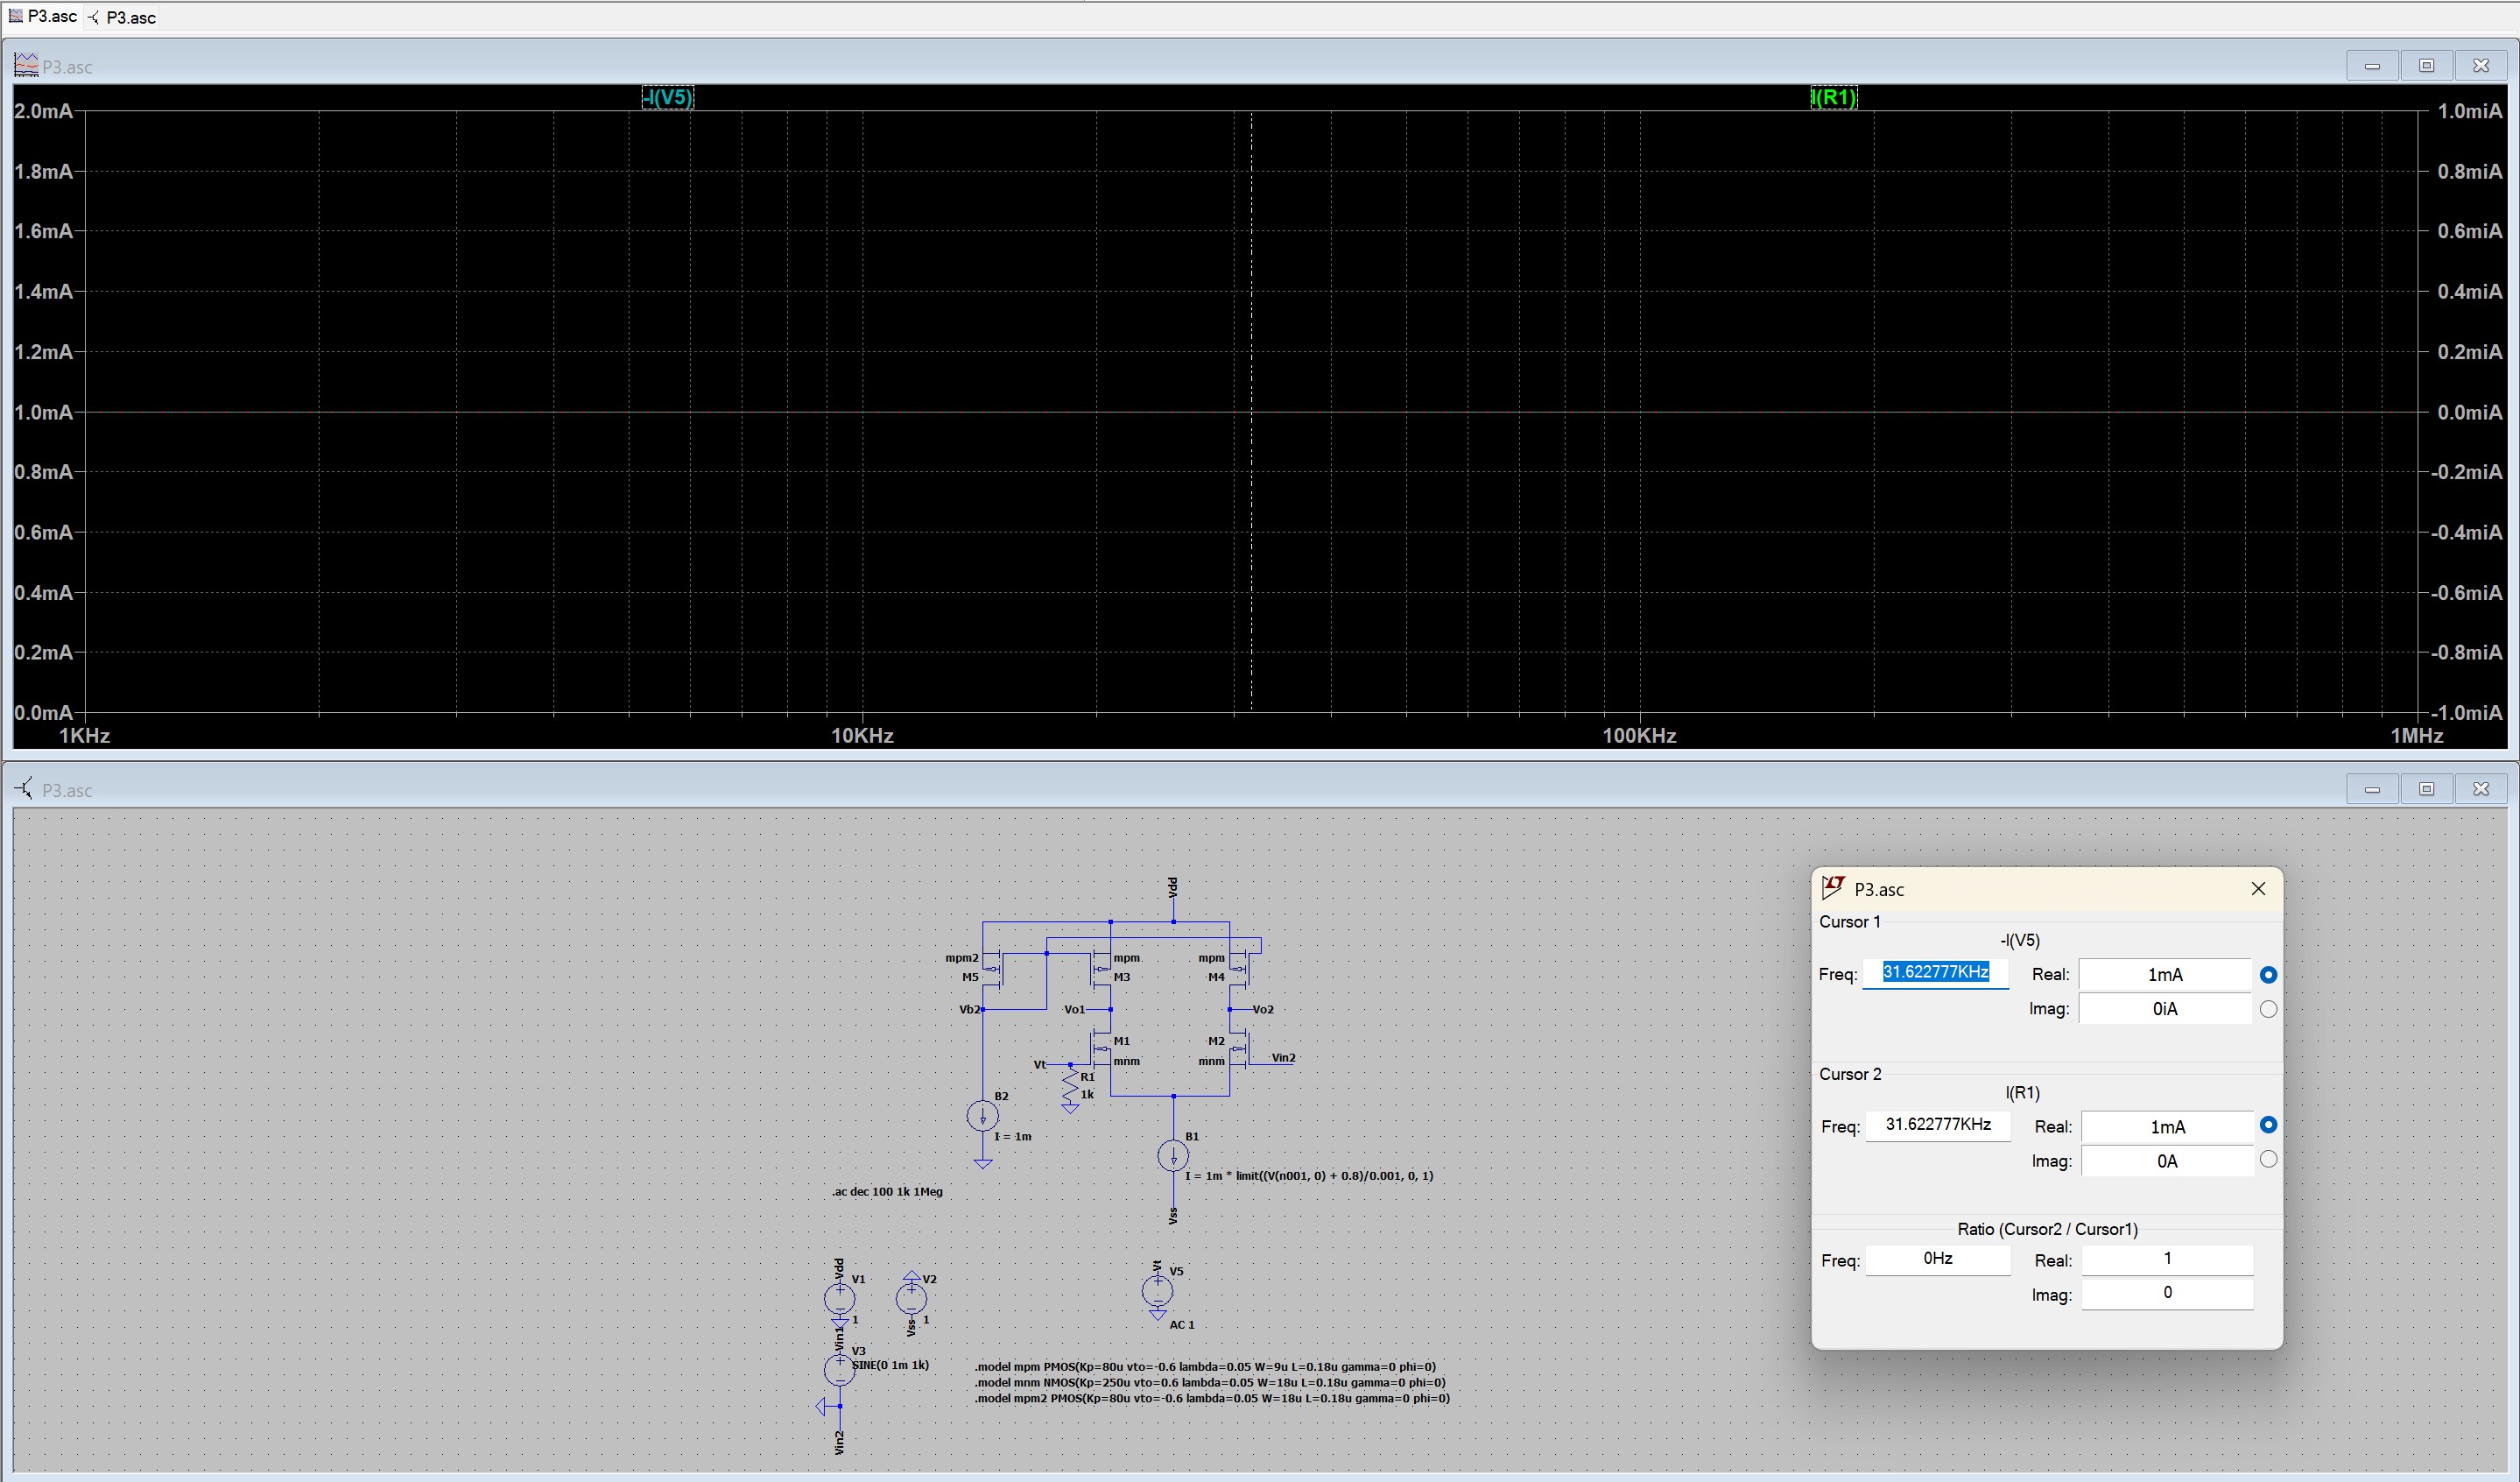 P3.asc P3.asc
P3.asc
-I(V5) I(R1)
2.0mA 1.0miA
1.8mA 0.8miA
1.6mA 0.6miA
1.4mA 0.4miA
1.2mA 0.2miA
1.0mA 0.0miA
0.8mA -0.2miA
0.6mA -0.4miA
0.4mA -0.6miA
0.2mA -0.8miA
0.0mA -1.0miA
1KHz 10KHz 100KHz 1MHz
P3.asc
Vdd
mpm2 mpm mpm
M5 M3 M4
Vb2 Vo1 Vo2
M1 M2
Vt mnm mnm Vin2
R1
1k
B2
I = 1m
B1
I = 1m * limit((V(n001, 0) + 0.8)/0.001, 0, 1)
.ac dec 100 1k 1Meg
Vss
Vdd V1 V2 Vt V5
1 Vss 1
AC 1
Vin1
V3
SINE(0 1m 1k)
Vin2
.model mpm PMOS(Kp=80u vto=-0.6 lambda=0.05 W=9u L=0.18u gamma=0 phi=0)
.model mnm NMOS(Kp=250u vto=0.6 lambda=0.05 W=18u L=0.18u gamma=0 phi=0)
.model mpm2 PMOS(Kp=80u vto=-0.6 lambda=0.05 W=18u L=0.18u gamma=0 phi=0)
P3.asc
Cursor 1
-I(V5)
Freq: 31.622777KHz Real: 1mA
Imag: 0iA
Cursor 2
I(R1)
Freq: 31.622777KHz Real: 1mA
Imag: 0A
Ratio (Cursor2 / Cursor1)
Freq: 0Hz Real: 1
Imag: 0